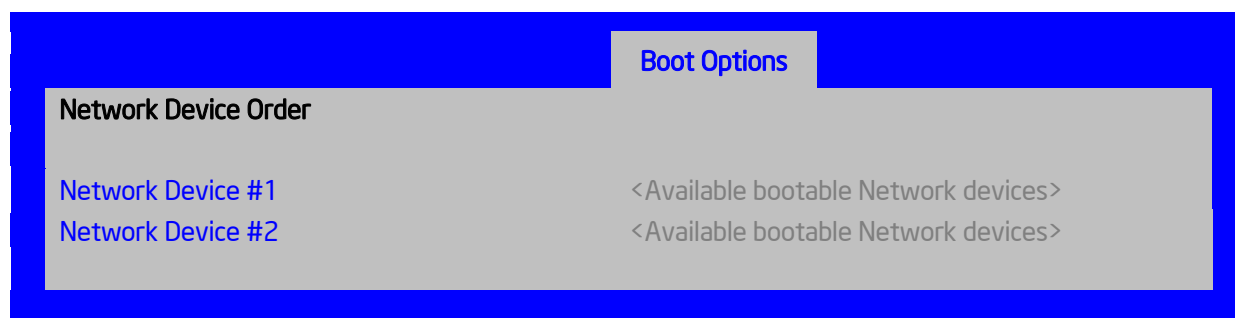 Boot Options
Network Device Order
Network Device #1 <Available bootable Network devices>
Network Device #2 <Available bootable Network devices>